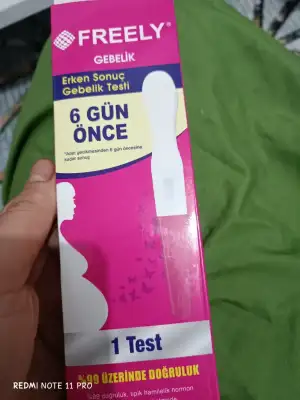 FREELY®
GEBELİK
Erken Sonuç
Gebelik Testi
6 GÜN
ÖNCE
1 Test
%99 ÜZERİNDE DOĞRULUK
REDMI NOTE 11 PRO